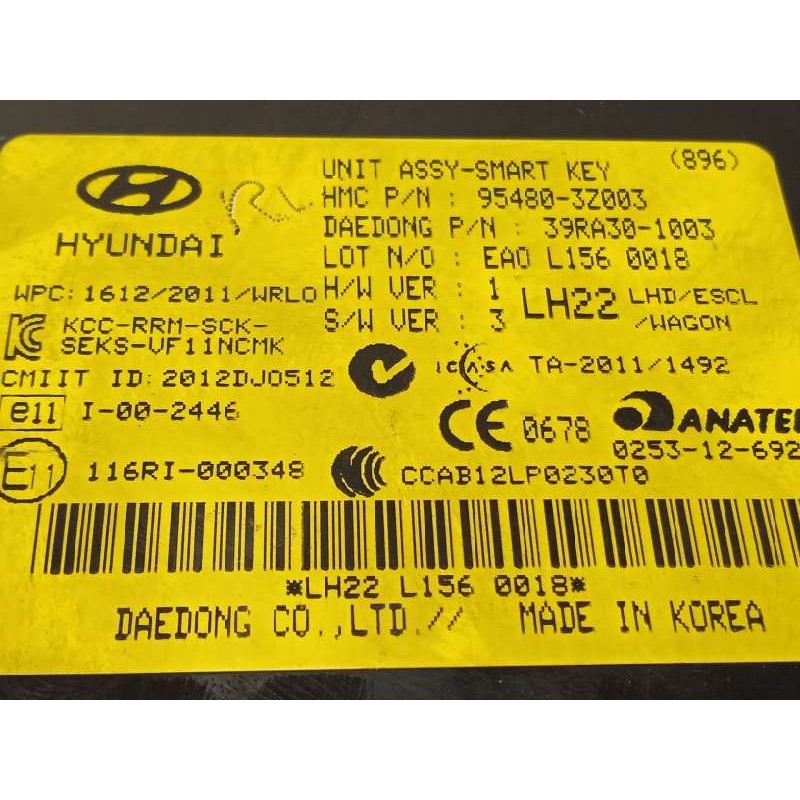 UNIT ASSY-SMART KEY (896)
HMC P/N : 95480-3Z003
HYUNDAI
DAEDONG P/N : 39RA30-1003
LOT N/O : EAO L156 0018
WPC: 1612/2011/WRLO
H/W VER : 1
S/W VER : 3
LH22 LHD/ESCL
/WAGON
KCC-RRM-SCK-
SEKS-VF11NCMK
ICASA TA-2011/1492
CMIIT ID: 2012DJ0512
e11 I-00-2446
CE 0678
ANATEL
0253-12-692
E11 116RI-000348
CCAB12LP0230T0
*LH22 L156 0018*
DAEDONG CO.,LTD.// MADE IN KOREA